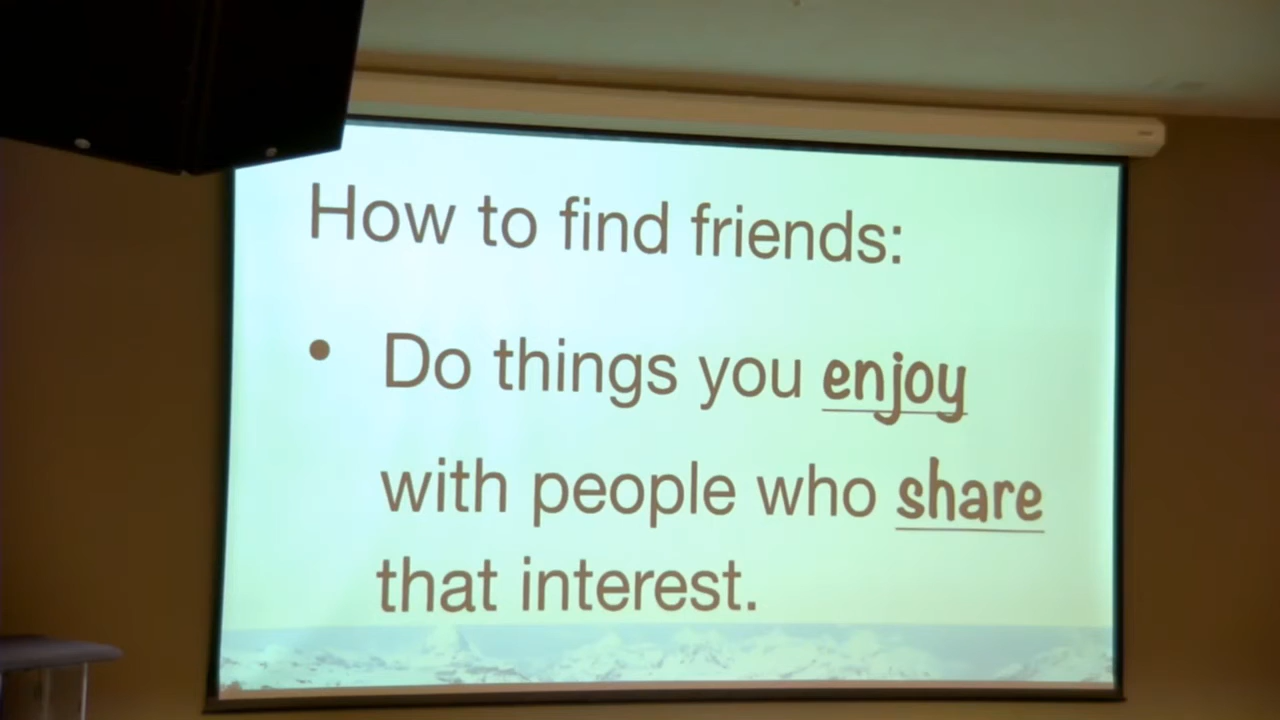 How to find friends:
• Do things you enjoy
with people who share
that interest.